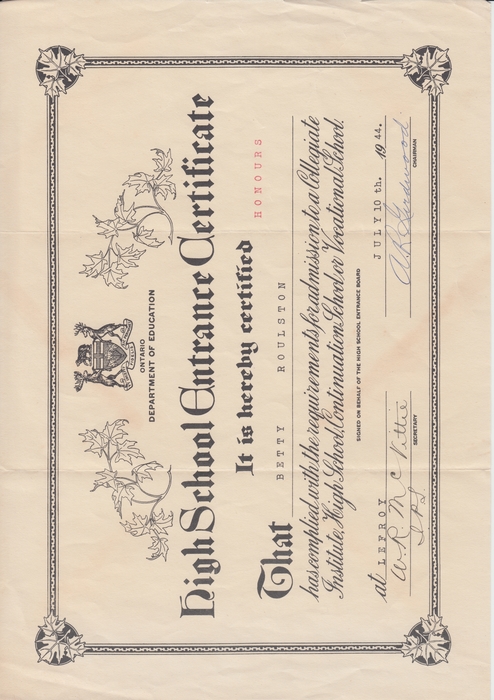 ONTARIO
DEPARTMENT OF EDUCATION
High School Entrance Certificate
It is hereby certified
HONOURS
That BETTY ROULSTON
has complied with the requirements for admission to a Collegiate
Institute, High School, Continuation School or Vocational School.
SIGNED ON BEHALF OF THE HIGH SCHOOL ENTRANCE BOARD
at LEFROY JULY 10 th. 1944.
A. R. McVittie
SECRETARY
CHAIRMAN